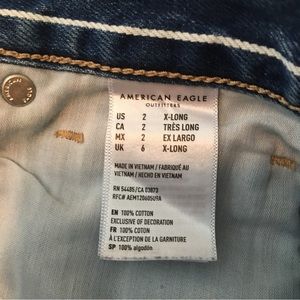 AMERICAN EAGLE
OUTFITTERS
US 2 X-LONG
CA 2 TRÈS LONG
MX 2 EX LARGO
UK 6 X-LONG
MADE IN VIETNAM / FABRIQUÉ AU
VIETNAM / HECHO EN VIETNAM
RN 54485/CA 03873
RFC# AEM120605UFA
EN 100% COTTON
EXCLUSIVE OF DECORATION
FR 100% COTON
À L'EXCEPTION DE LA GARNITURE
SP 100% algodón